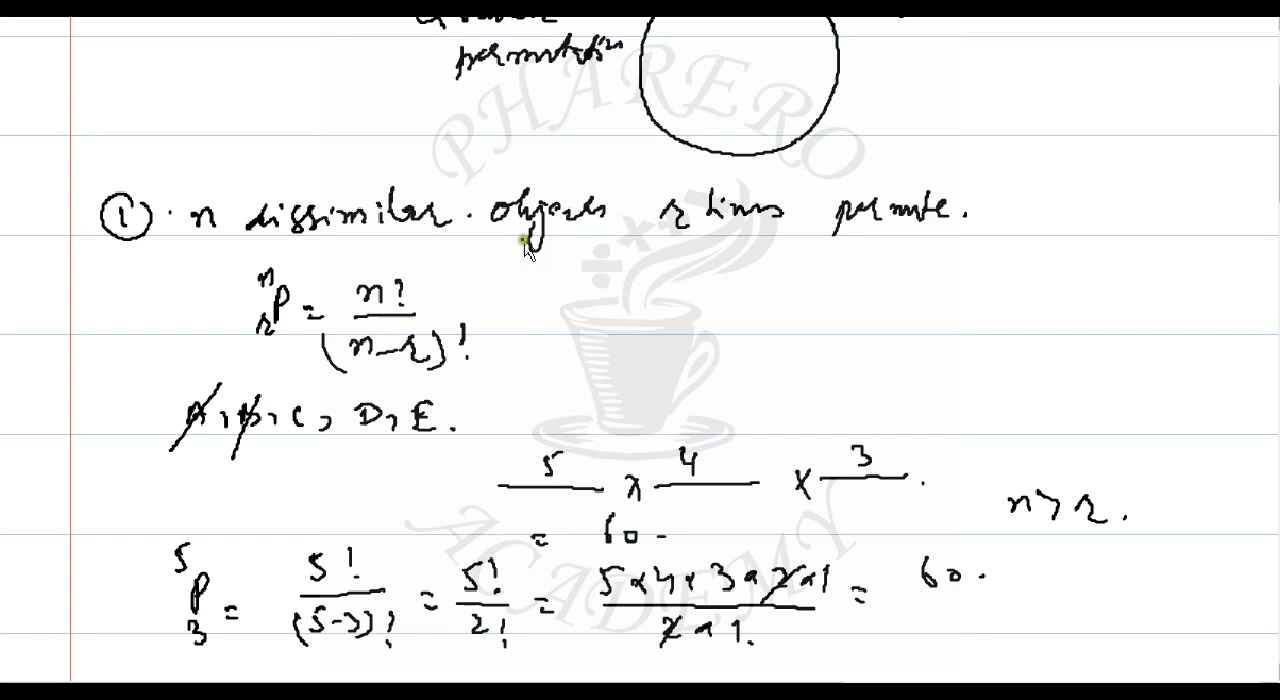 permutation
PHARERO
① · n dissimilar · objects r times permute.
ⁿᵣP = n! / (n-r)!
A, B, C, D, E.
5 × 4 × 3 .
= 60 -
n > r.
⁵P₃ = 5! / (5-3)! = 5! / 2! = 5×4×3×2×1 / 2×1. = 60.
ACADEMY